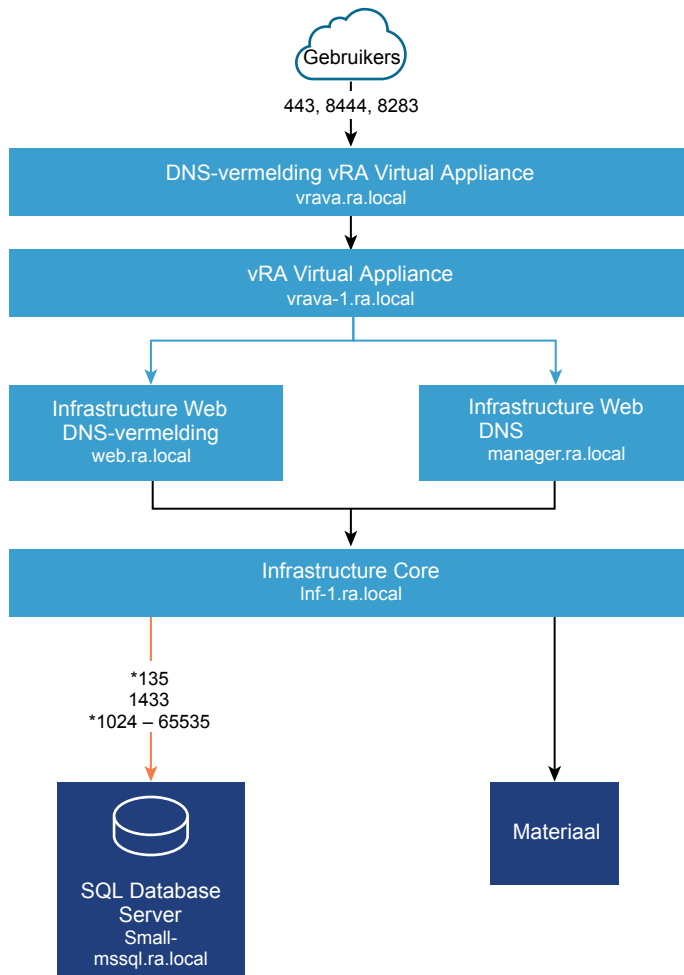 Gebruikers
443, 8444, 8283
DNS-vermelding vRA Virtual Appliance
vrava.ra.local
vRA Virtual Appliance
vrava-1.ra.local
Infrastructure Web
DNS-vermelding
web.ra.local
Infrastructure Web
DNS
manager.ra.local
Infrastructure Core
Inf-1.ra.local
*135
1433
*1024 – 65535
SQL Database
Server
Small-
mssql.ra.local
Materiaal